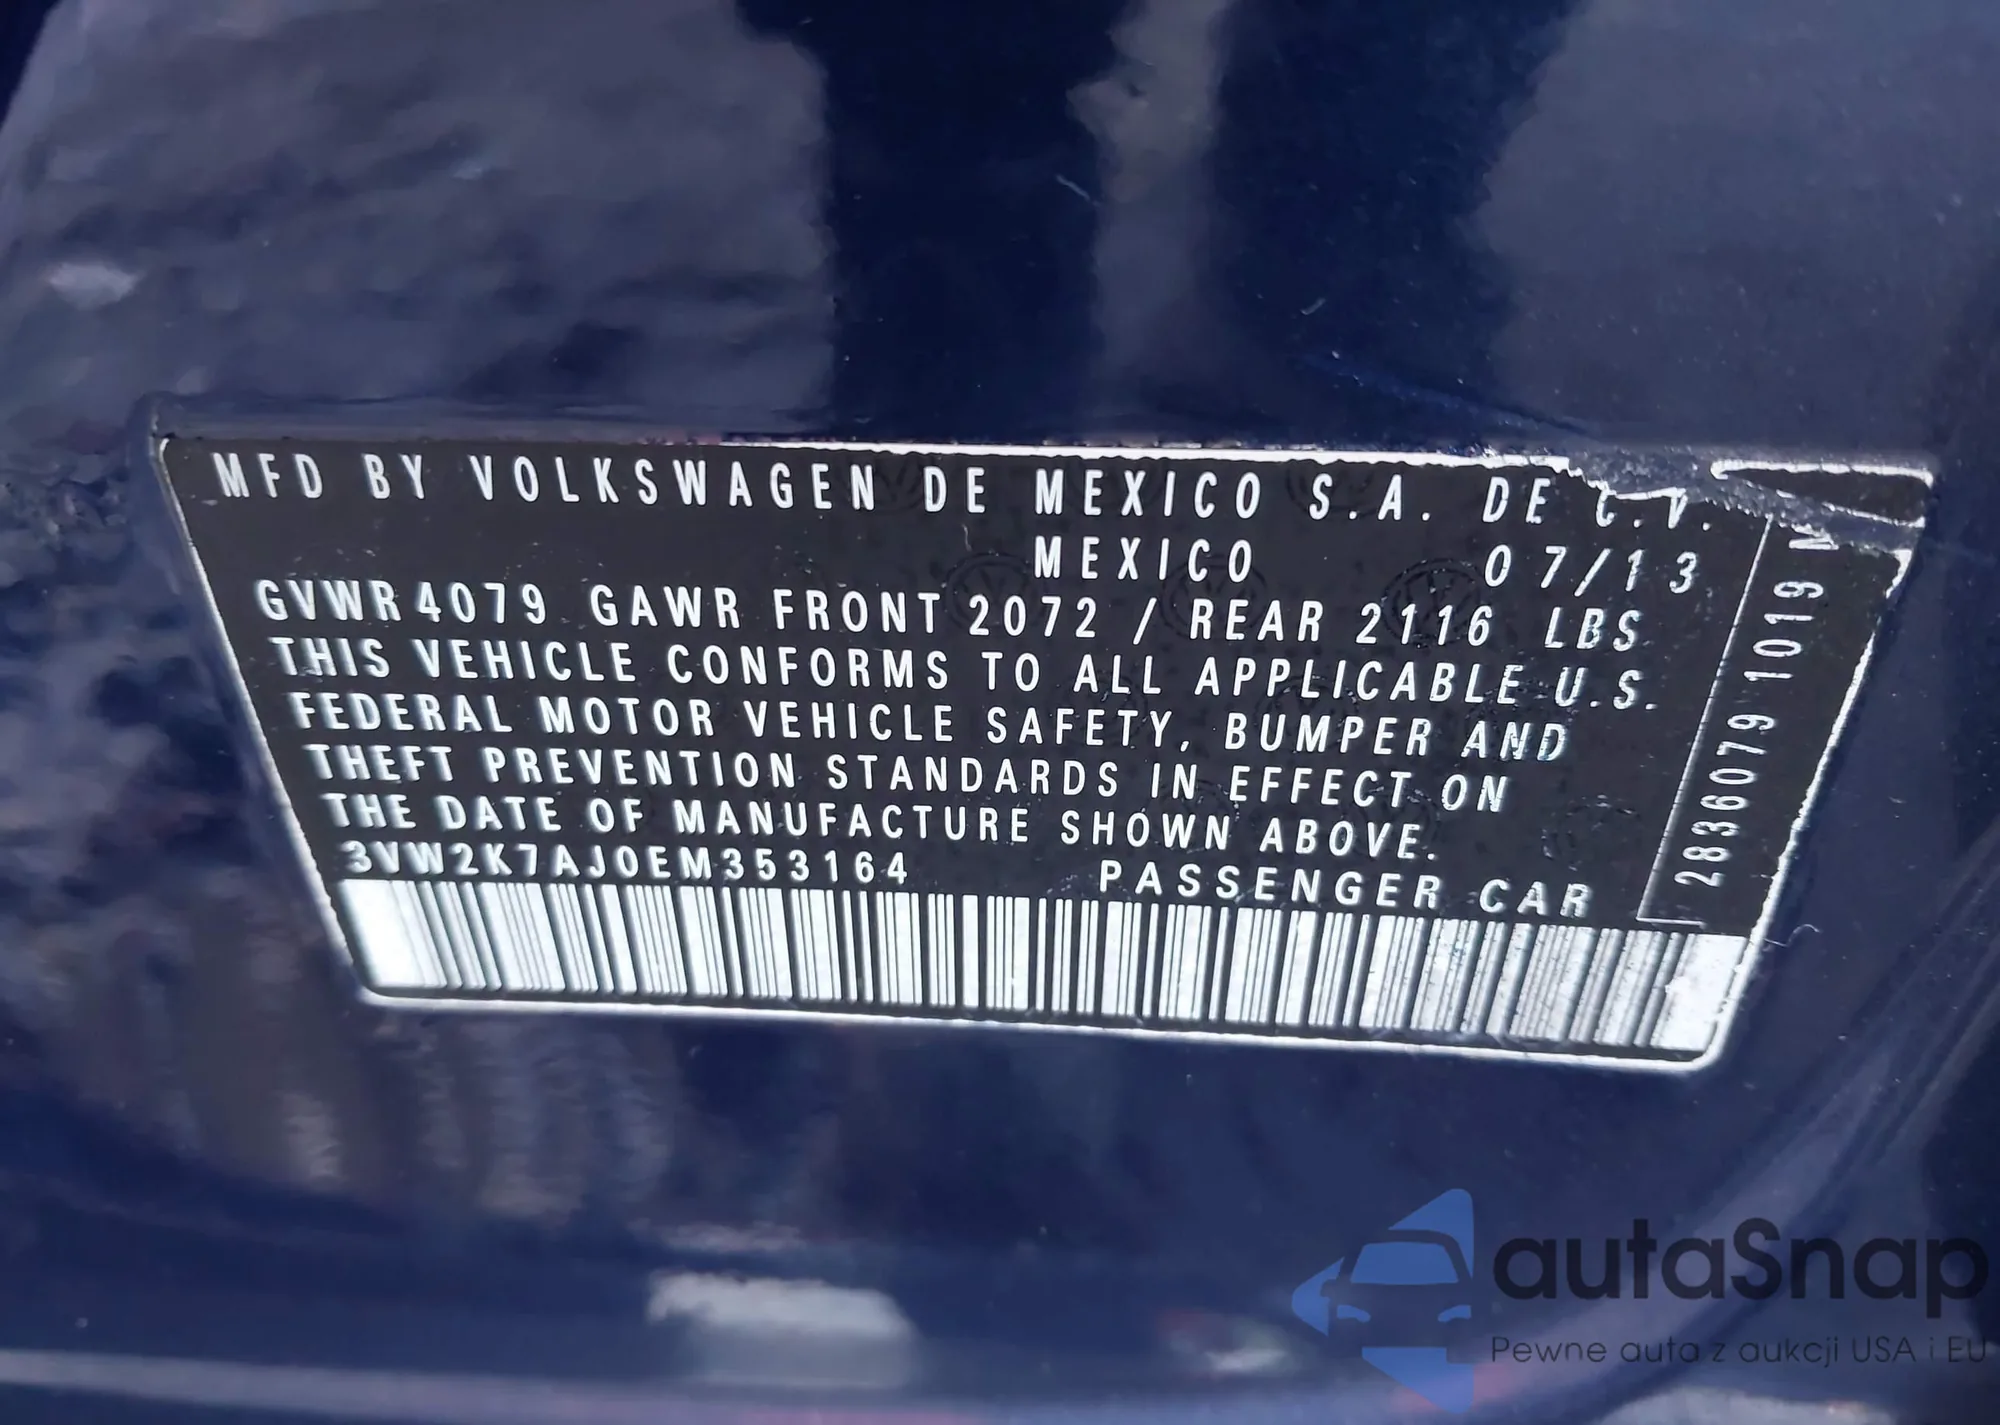 MFD BY VOLKSWAGEN DE MEXICO S.A. DE C.V.
MEXICO 07/13
GVWR 4079 GAWR FRONT 2072 / REAR 2116 LBS
THIS VEHICLE CONFORMS TO ALL APPLICABLE U.S.
FEDERAL MOTOR VEHICLE SAFETY, BUMPER AND
THEFT PREVENTION STANDARDS IN EFFECT ON
THE DATE OF MANUFACTURE SHOWN ABOVE.
3VW2K7AJ0EM353164 PASSENGER CAR
2836079 1019
autaSnap
Pewne auta z aukcji USA i EU